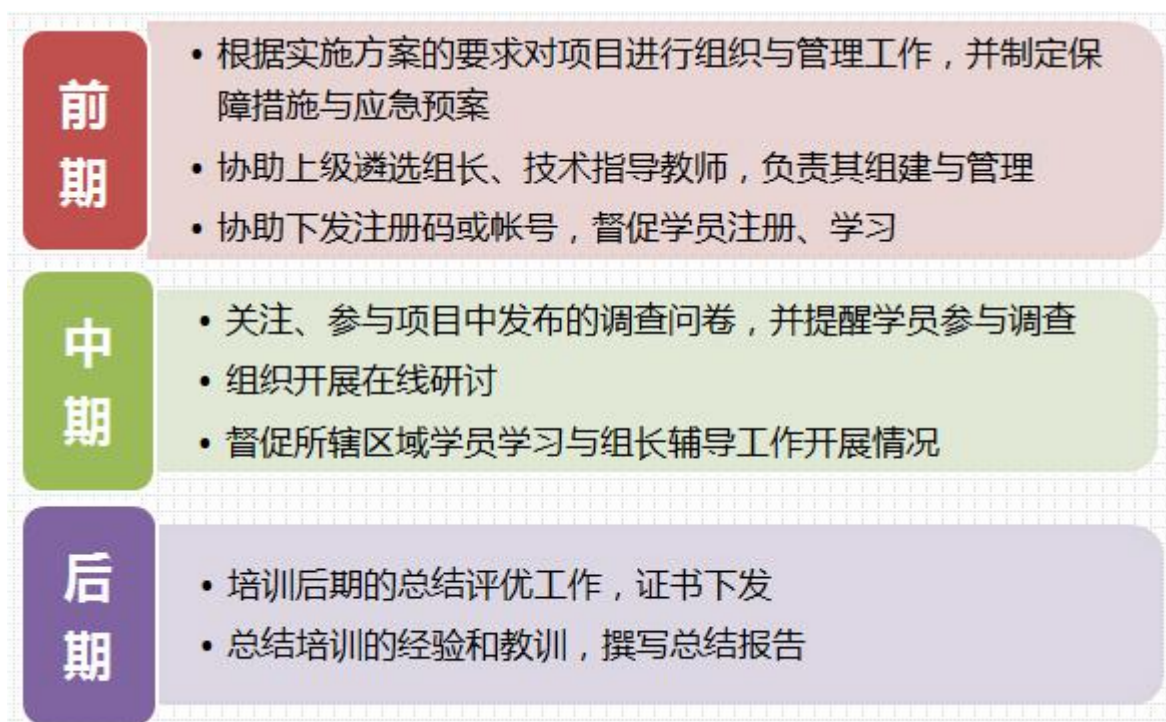 前期
• 根据实施方案的要求对项目进行组织与管理工作，并制定保
障措施与应急预案
• 协助上级遴选组长、技术指导教师，负责其组建与管理
• 协助下发注册码或帐号，督促学员注册、学习
中期
• 关注、参与项目中发布的调查问卷，并提醒学员参与调查
• 组织开展在线研讨
• 督促所辖区域学员学习与组长辅导工作开展情况
后期
• 培训后期的总结评优工作，证书下发
• 总结培训的经验和教训，撰写总结报告